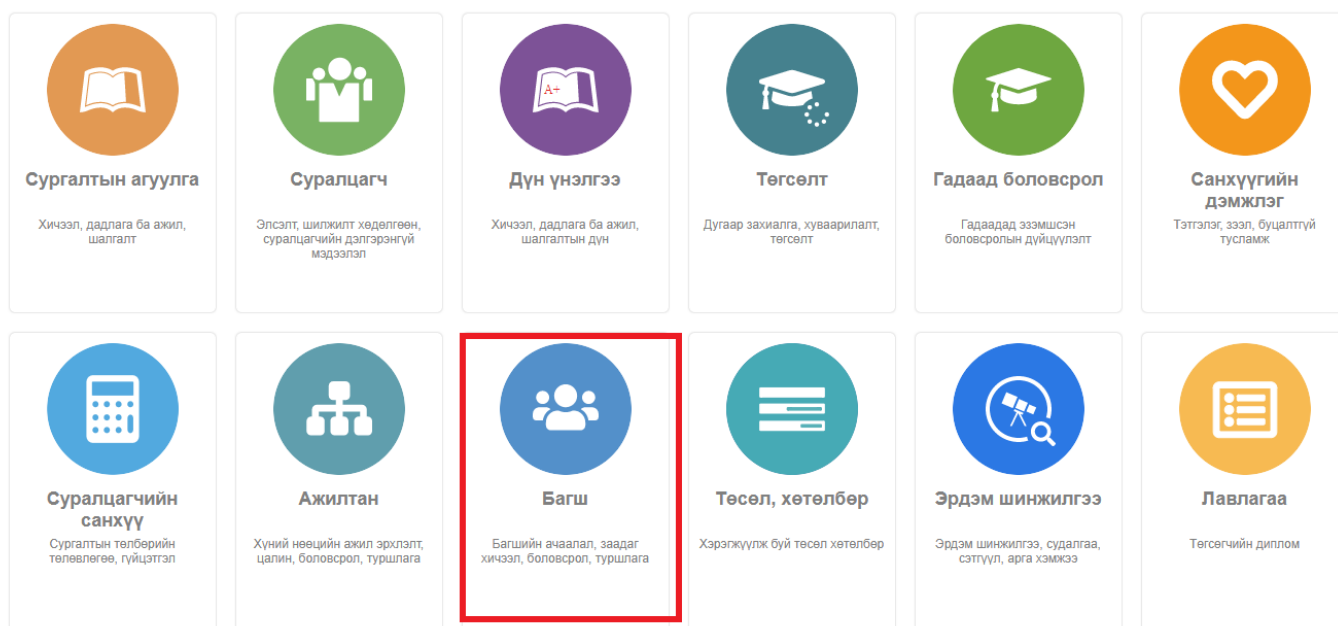 A+
Сургалтын агуулга
Хичээл, дадлага ба ажил,
шалгалт
Суралцагч
Элсэлт, шилжилт хөдөлгөөн,
суралцагчийн дэлгэрэнгүй
мэдээлэл
Дүн үнэлгээ
Хичээл, дадлага ба ажил,
шалгалтын дүн
Төгсөлт
Дугаар захиалга, хуваарилалт,
төгсөлт
Гадаад боловсрол
Гадаадад эзэмшсэн
боловсролын дүйцүүлэлт
Санхүүгийн
дэмжлэг
Тэтгэлэг, зээл, буцалтгүй
тусламж
Суралцагчийн
санхүү
Сургалтын төлбөрийн
төлөвлөгөө, гүйцэтгэл
Ажилтан
Хүний нөөцийн ажил эрхлэлт,
цалин, боловсрол, туршлага
Багш
Багшийн ачаалал, заадаг
хичээл, боловсрол, туршлага
Төсөл, хөтөлбөр
Хэрэгжүүлж буй төсөл хөтөлбөр
Эрдэм шинжилгээ
Эрдэм шинжилгээ, судалгаа,
сэтгүүл, арга хэмжээ
Лавлагаа
Төгсөгчийн диплом